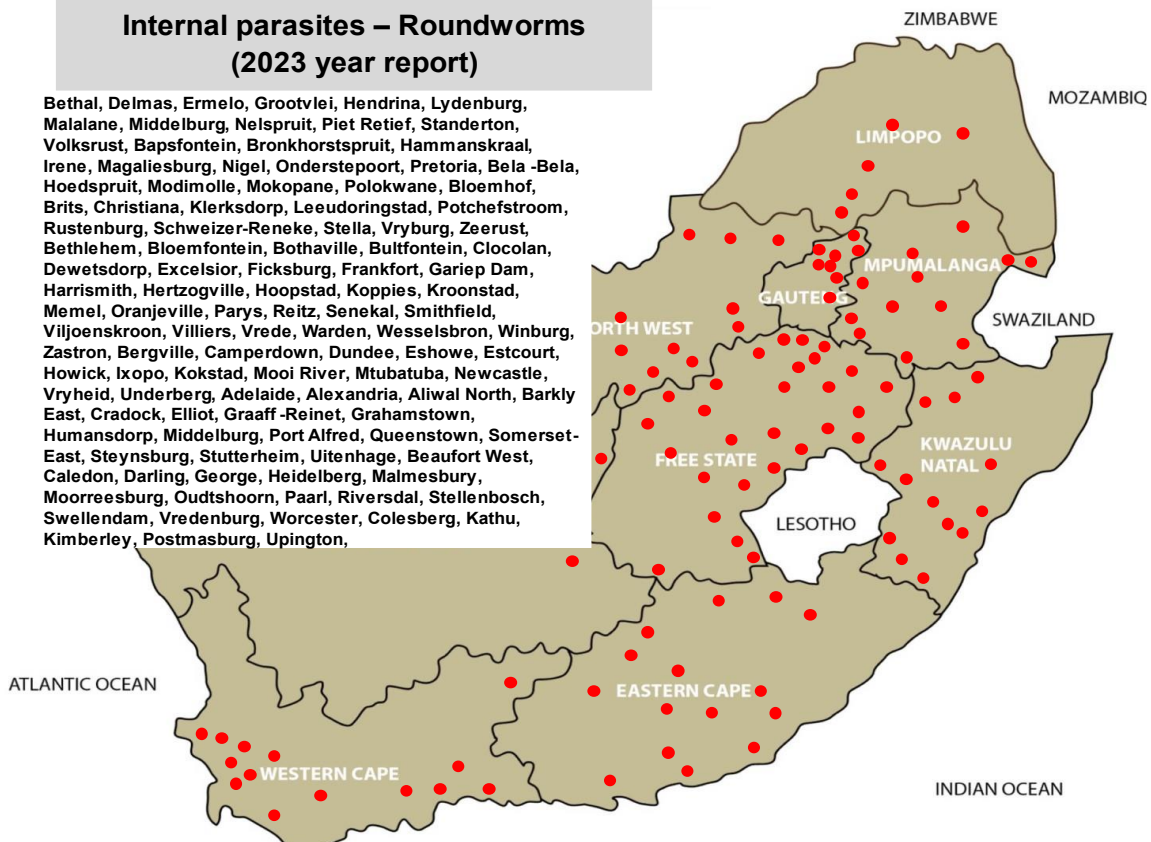 Internal parasites – Roundworms
(2023 year report)
Bethal, Delmas, Ermelo, Grootvlei, Hendrina, Lydenburg,
Malalane, Middelburg, Nelspruit, Piet Retief, Standerton,
Volksrust, Bapsfontein, Bronkhorstspruit, Hammanskraal,
Irene, Magaliesburg, Nigel, Onderstepoort, Pretoria, Bela -Bela,
Hoedspruit, Modimolle, Mokopane, Polokwane, Bloemhof,
Brits, Christiana, Klerksdorp, Leeudoringstad, Potchefstroom,
Rustenburg, Schweizer-Reneke, Stella, Vryburg, Zeerust,
Bethlehem, Bloemfontein, Bothaville, Bultfontein, Clocolan,
Dewetsdorp, Excelsior, Ficksburg, Frankfort, Gariep Dam,
Harrismith, Hertzogville, Hoopstad, Koppies, Kroonstad,
Memel, Oranjeville, Parys, Reitz, Senekal, Smithfield,
Viljoenskroon, Villiers, Vrede, Warden, Wesselsbron, Winburg,
Zastron, Bergville, Camperdown, Dundee, Eshowe, Estcourt,
Howick, Ixopo, Kokstad, Mooi River, Mtubatuba, Newcastle,
Vryheid, Underberg, Adelaide, Alexandria, Aliwal North, Barkly
East, Cradock, Elliot, Graaff -Reinet, Grahamstown,
Humansdorp, Middelburg, Port Alfred, Queenstown, Somerset-
East, Steynsburg, Stutterheim, Uitenhage, Beaufort West,
Caledon, Darling, George, Heidelberg, Malmesbury,
Moorreesburg, Oudtshoorn, Paarl, Riversdal, Stellenbosch,
Swellendam, Vredenburg, Worcester, Colesberg, Kathu,
Kimberley, Postmasburg, Upington,
ZIMBABWE
MOZAMBIQ
LIMPOPO
MPUMALANGA
GAUTENG
SWAZILAND
ORTH WEST
KWAZULU
NATAL
FREE STATE
LESOTHO
EASTERN CAPE
ATLANTIC OCEAN
WESTERN CAPE
INDIAN OCEAN